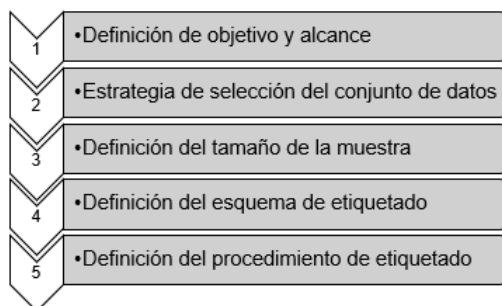 1 •Definición de objetivo y alcance
2 •Estrategia de selección del conjunto de datos
3 •Definición del tamaño de la muestra
4 •Definición del esquema de etiquetado
5 •Definición del procedimiento de etiquetado